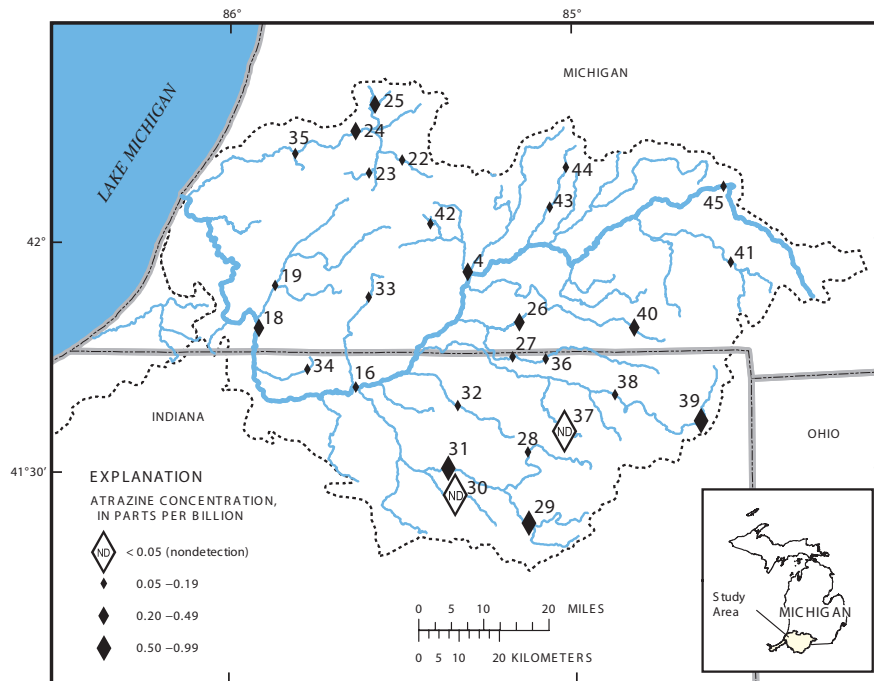 86°
85°
MICHIGAN
LAKE MICHIGAN
25
24
35
22
23
44
43
45
42
42°
4
41
19
33
18
26
40
27
36
34
16
38
32
39
37
ND
INDIANA
28
OHIO
31
41°30′
30
ND
29
EXPLANATION
ATRAZINE CONCENTRATION,
IN PARTS PER BILLION
ND < 0.05 (nondetection)
0.05 –0.19
0.20 –0.49
0.50 –0.99
0 5 10 20 MILES
0 5 10 20 KILOMETERS
Study
Area
MICHIGAN